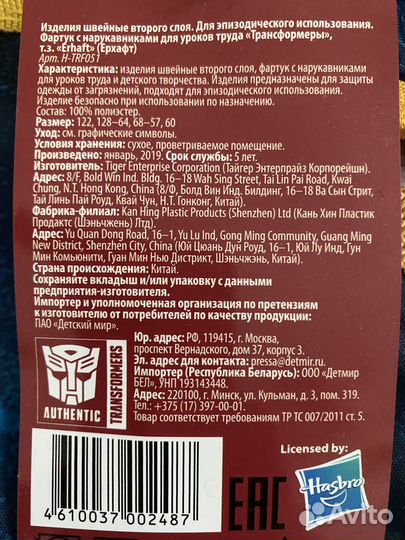 Изделия швейные второго слоя. Для эпизодического использования.
Фартук с нарукавниками для уроков труда «Трансформеры»,
т.з. «Erhaft» (Ерхафт)
Арт. H-TRF051
Характеристика: изделия швейные второго слоя, фартук с нарукавниками
для уроков труда и детского творчества. Изделия предназначены для защиты
одежды от загрязнений, подходят для эпизодического использования.
Изделие безопасно при использовании по назначению.
Состав: 100% полиэстер.
Размер: 122, 128–64, 68–57, 60
Уход: см. графические символы.
Условия хранения: сухое, проветриваемое помещение.
Произведено: январь, 2019. Срок службы: 5 лет.
Изготовитель: Tiger Enterprise Corporation (Тайгер Энтерпрайз Корпорейшн).
Адрес: 8/F, Bold Win Ind. Bldg, 16–18 Wah Sing Street, Tai Lin Pai Road, Kwai
Chung, N.T. Hong Kong, China (8/Ф, Болд Вин Инд. Билдинг, 16–18 Ва Сын Стрит,
Тай Линь Пай Роуд, Квай Чун, Н.Т. Гонконг, Китай).
Фабрика-филиал: Kan Hing Plastic Products (Shenzhen) Ltd (Кань Хин Пластик
Продактс (Шэньчжень) Лтд).
Адрес: Yu Quan Dong Road, 16–1, Yu Lu Ind, Gong Ming Community, Guang Ming
New District, Shenzhen, China (Юй Цюань Дун Роуд, 16–1, Юй Лу Инд, Гун
Мин Комьюнити, Гуан Мин Нью Дистрикт, Шэньчжэнь, Китай).
Страна происхождения: Китай.
Сохраняйте вкладыш и/или упаковку с данными
предприятия-изготовителя.
Импортер и уполномоченная организация по претензиям
к изготовителю от потребителей по качеству продукции:
ПАО «Детский мир».
Юр. адрес: РФ, 119415, г. Москва,
проспект Вернадского, дом 37, корпус 3.
Эл. адрес для контакта: pressa@detmir.ru.
Импортер (Республика Беларусь): ООО «Детмир
БЕЛ», УНП 193143448.
Адрес: 220100, г. Минск, ул. Кульман, д. 3, пом. 319.
Тел.: +375 (17) 397-00-01.
Товар соответствует требованиям ТР ТС 007/2011 ст. 5.
AUTHENTIC
TRANSFORMERS
4 610037 002487
EAC
Licensed by:
Hasbro
Avito